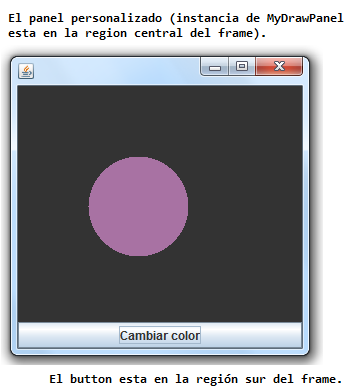 El panel personalizado (instancia de MyDrawPanel
esta en la region central del frame).
Cambiar color
El button esta en la región sur del frame.